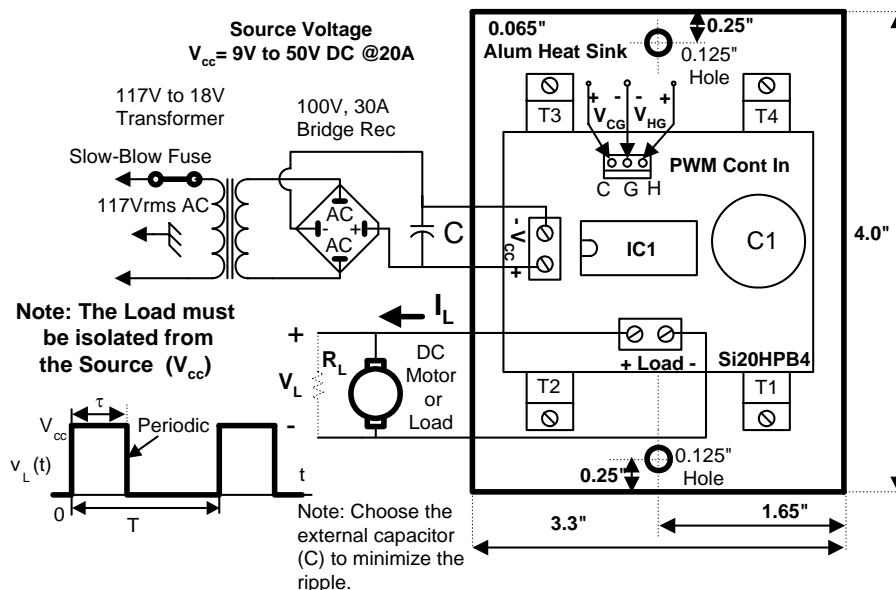 Source Voltage
Vcc= 9V to 50V DC @20A
117V to 18V
Transformer
100V, 30A
Bridge Rec
Slow-Blow Fuse
117Vrms AC
AC
- +
AC
C
Note: The Load must
be isolated from
the Source (Vcc)
0.065"
Alum Heat Sink
0.25"
0.125"
Hole
T3
T4
+ - - +
VCG VHG
PWM Cont In
C G H
- Vcc +
IC1
C1
4.0"
+ Load -
Si20HPB4
T2
T1
IL
+
RL
VL
-
DC
Motor
or
Load
τ
Vcc
Periodic
vL(t)
t
0
T
Note: Choose the
external capacitor
(C) to minimize the
ripple.
0.25"
0.125"
Hole
3.3"
1.65"